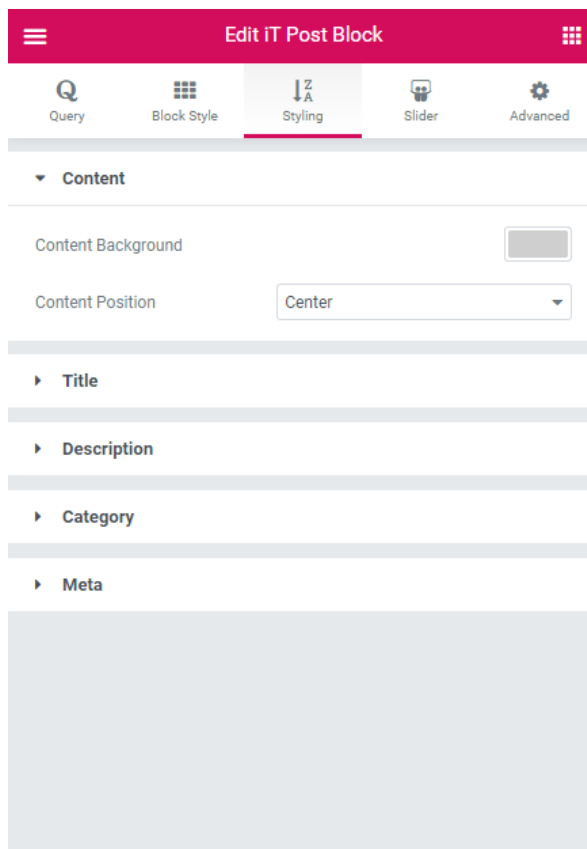 Edit iT Post Block
Query Block Style Styling Slider Advanced
Content
Content Background
Content Position Center
Title
Description
Category
Meta